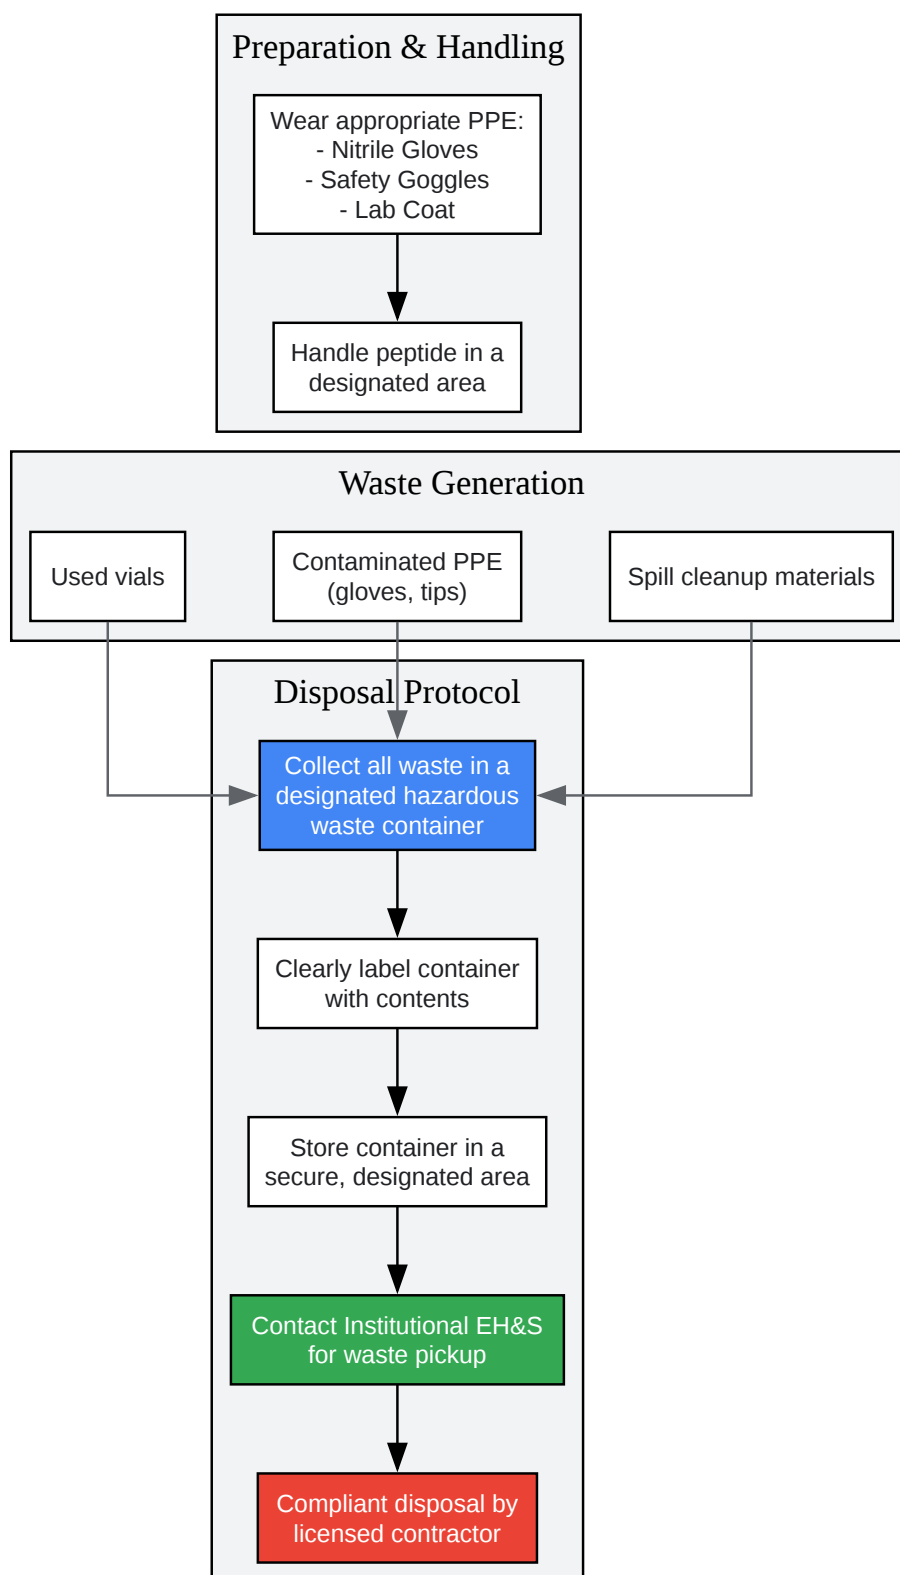 Preparation & Handling
Wear appropriate PPE:
- Nitrile Gloves
- Safety Goggles
- Lab Coat
Handle peptide in a
designated area
Waste Generation
Used vials
Contaminated PPE
(gloves, tips)
Spill cleanup materials
Disposal Protocol
Collect all waste in a
designated hazardous
waste container
Clearly label container
with contents
Store container in a
secure, designated area
Contact Institutional EH&S
for waste pickup
Compliant disposal by
licensed contractor